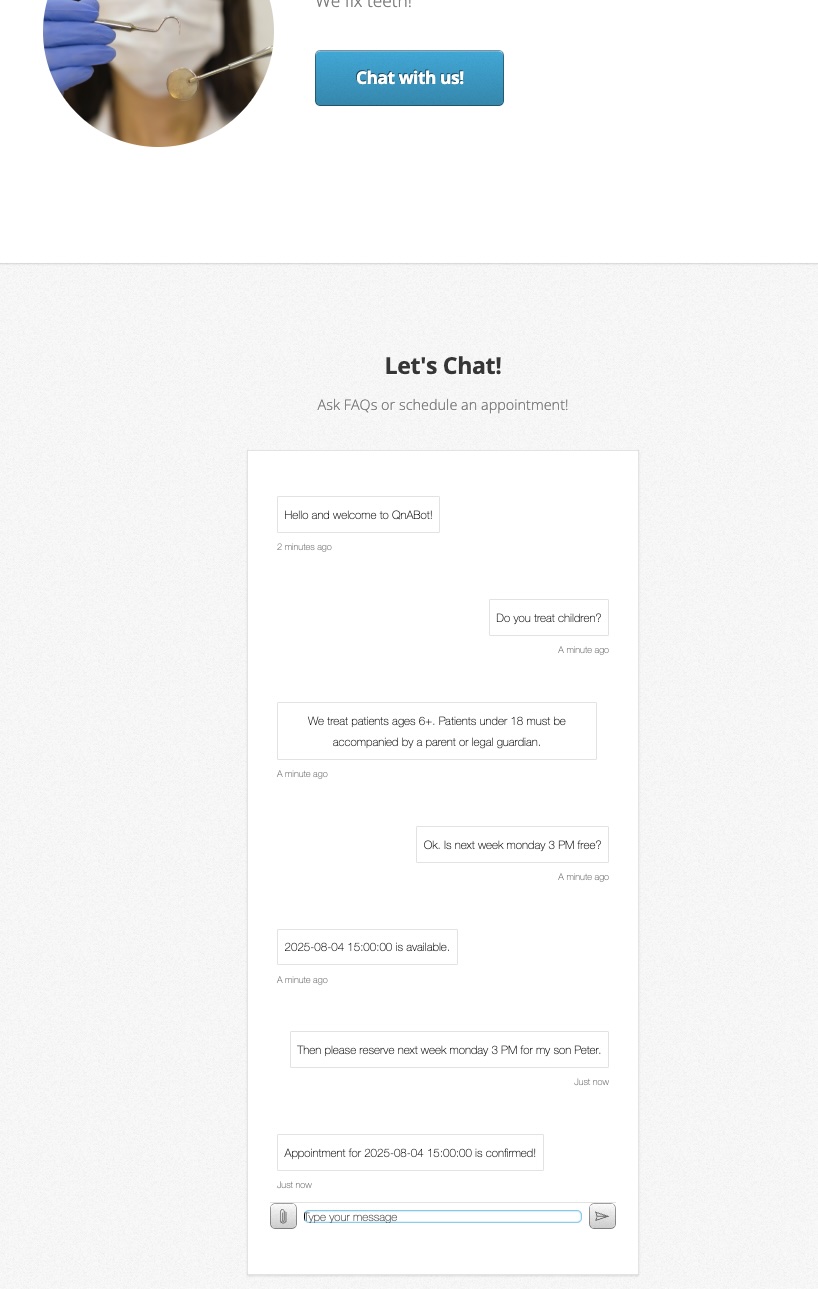 We fix teeth!
Chat with us!
Let's Chat!
Ask FAQs or schedule an appointment!
Hello and welcome to QnABot!
2 minutes ago
Do you treat children?
A minute ago
We treat patients ages 6+. Patients under 18 must be
accompanied by a parent or legal guardian.
A minute ago
Ok. Is next week monday 3 PM free?
A minute ago
2025-08-04 15:00:00 is available.
A minute ago
Then please reserve next week monday 3 PM for my son Peter.
Just now
Appointment for 2025-08-04 15:00:00 is confirmed!
Just now
Type your message